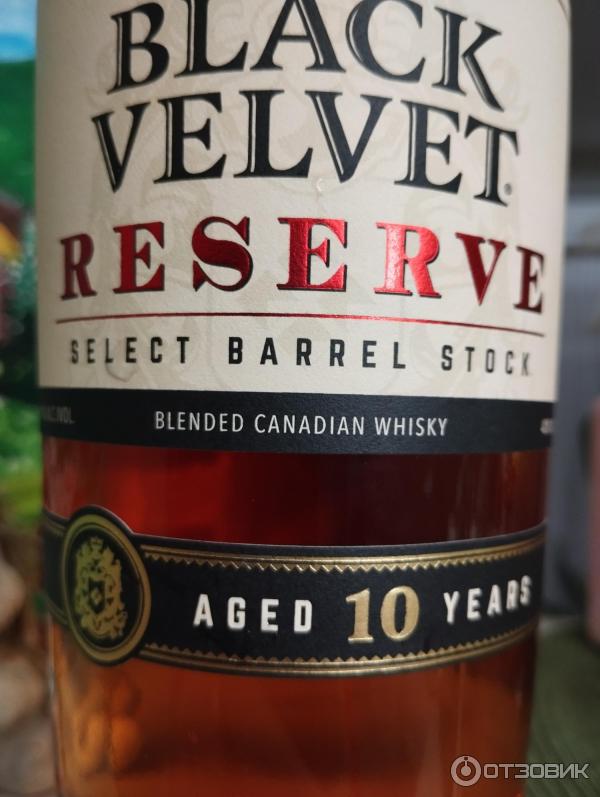 BLACK
VELVET
RESERVE
SELECT BARREL STOCK
BLENDED CANADIAN WHISKY
AGED 10 YEARS
ОТЗОВИК